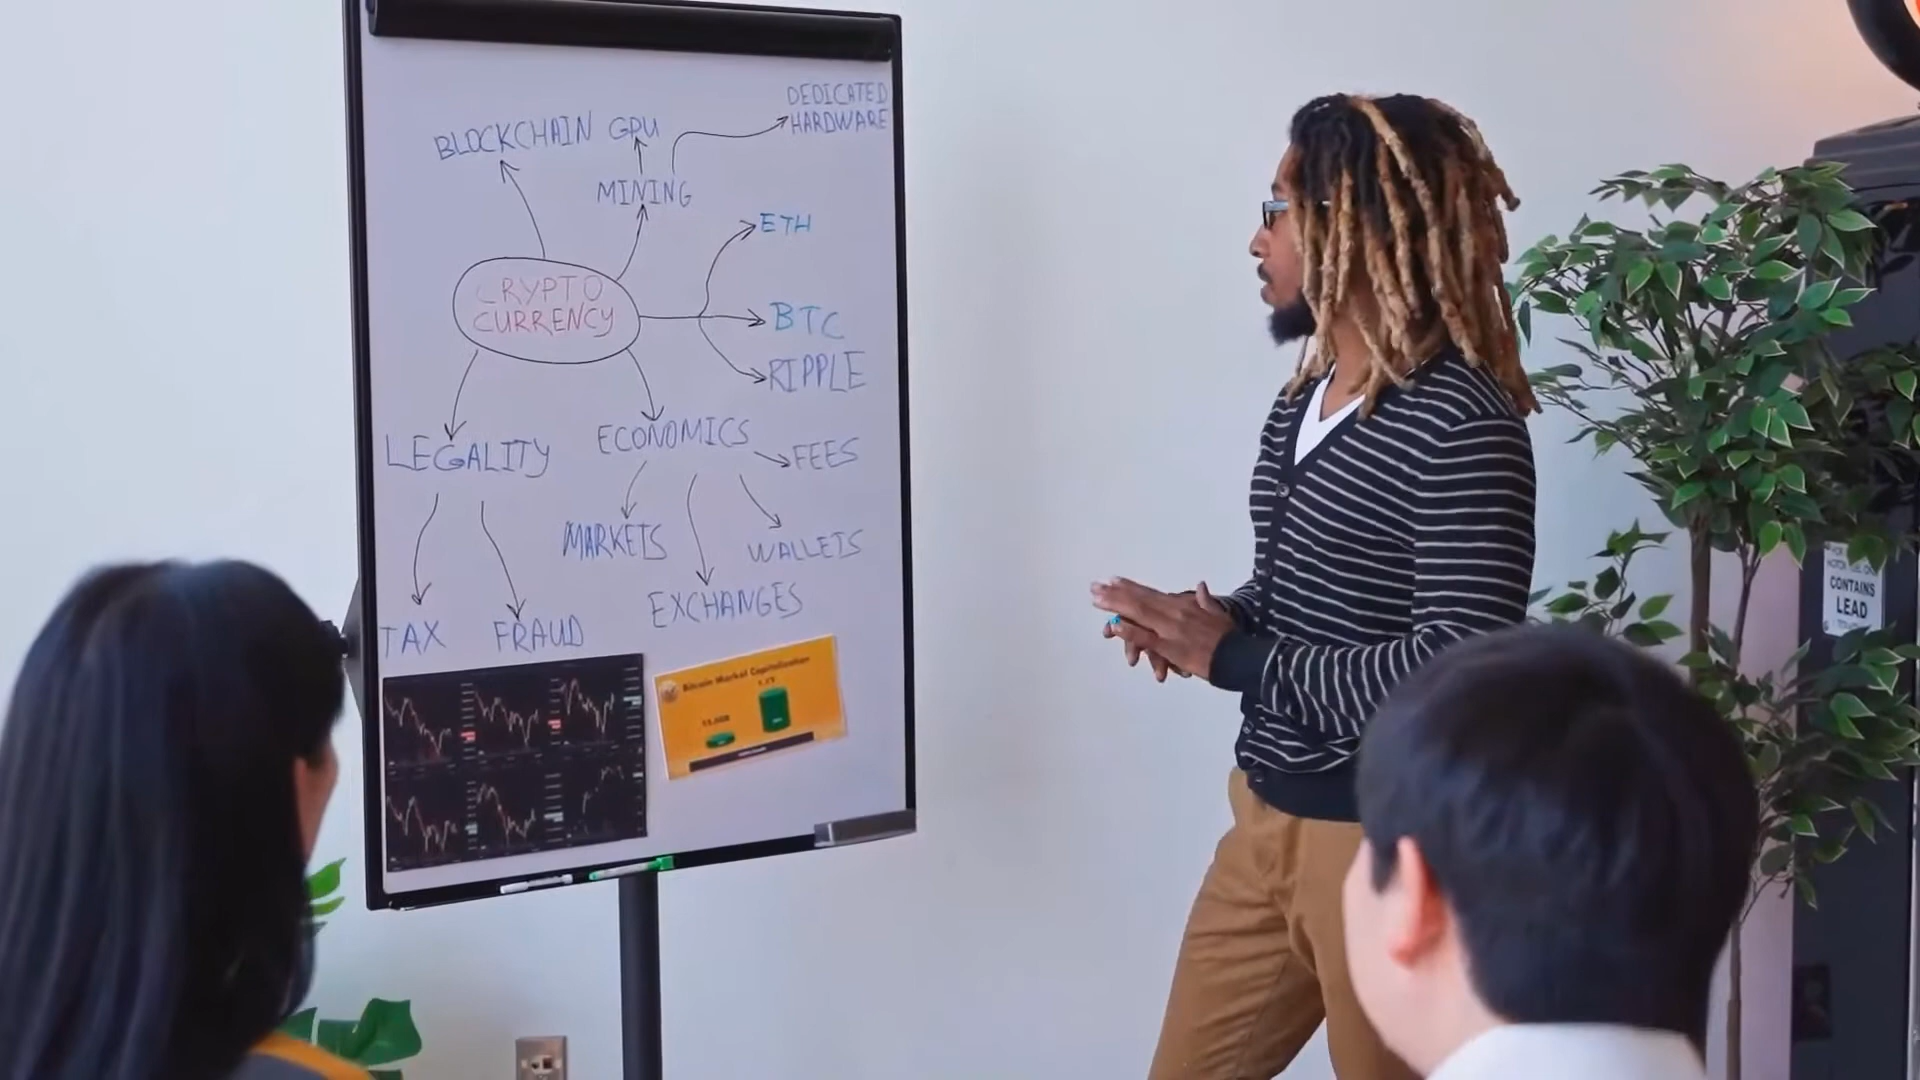 DEDICATED
HARDWARE
BLOCKCHAIN GPU
MINING
ETH
CRYPTO
CURRENCY
BTC
RIPPLE
LEGALITY
ECONOMICS
FEES
MARKETS
WALLETS
EXCHANGES
TAX
FRAUD
Bitcoin Market Capitalization
CONTAINS
LEAD